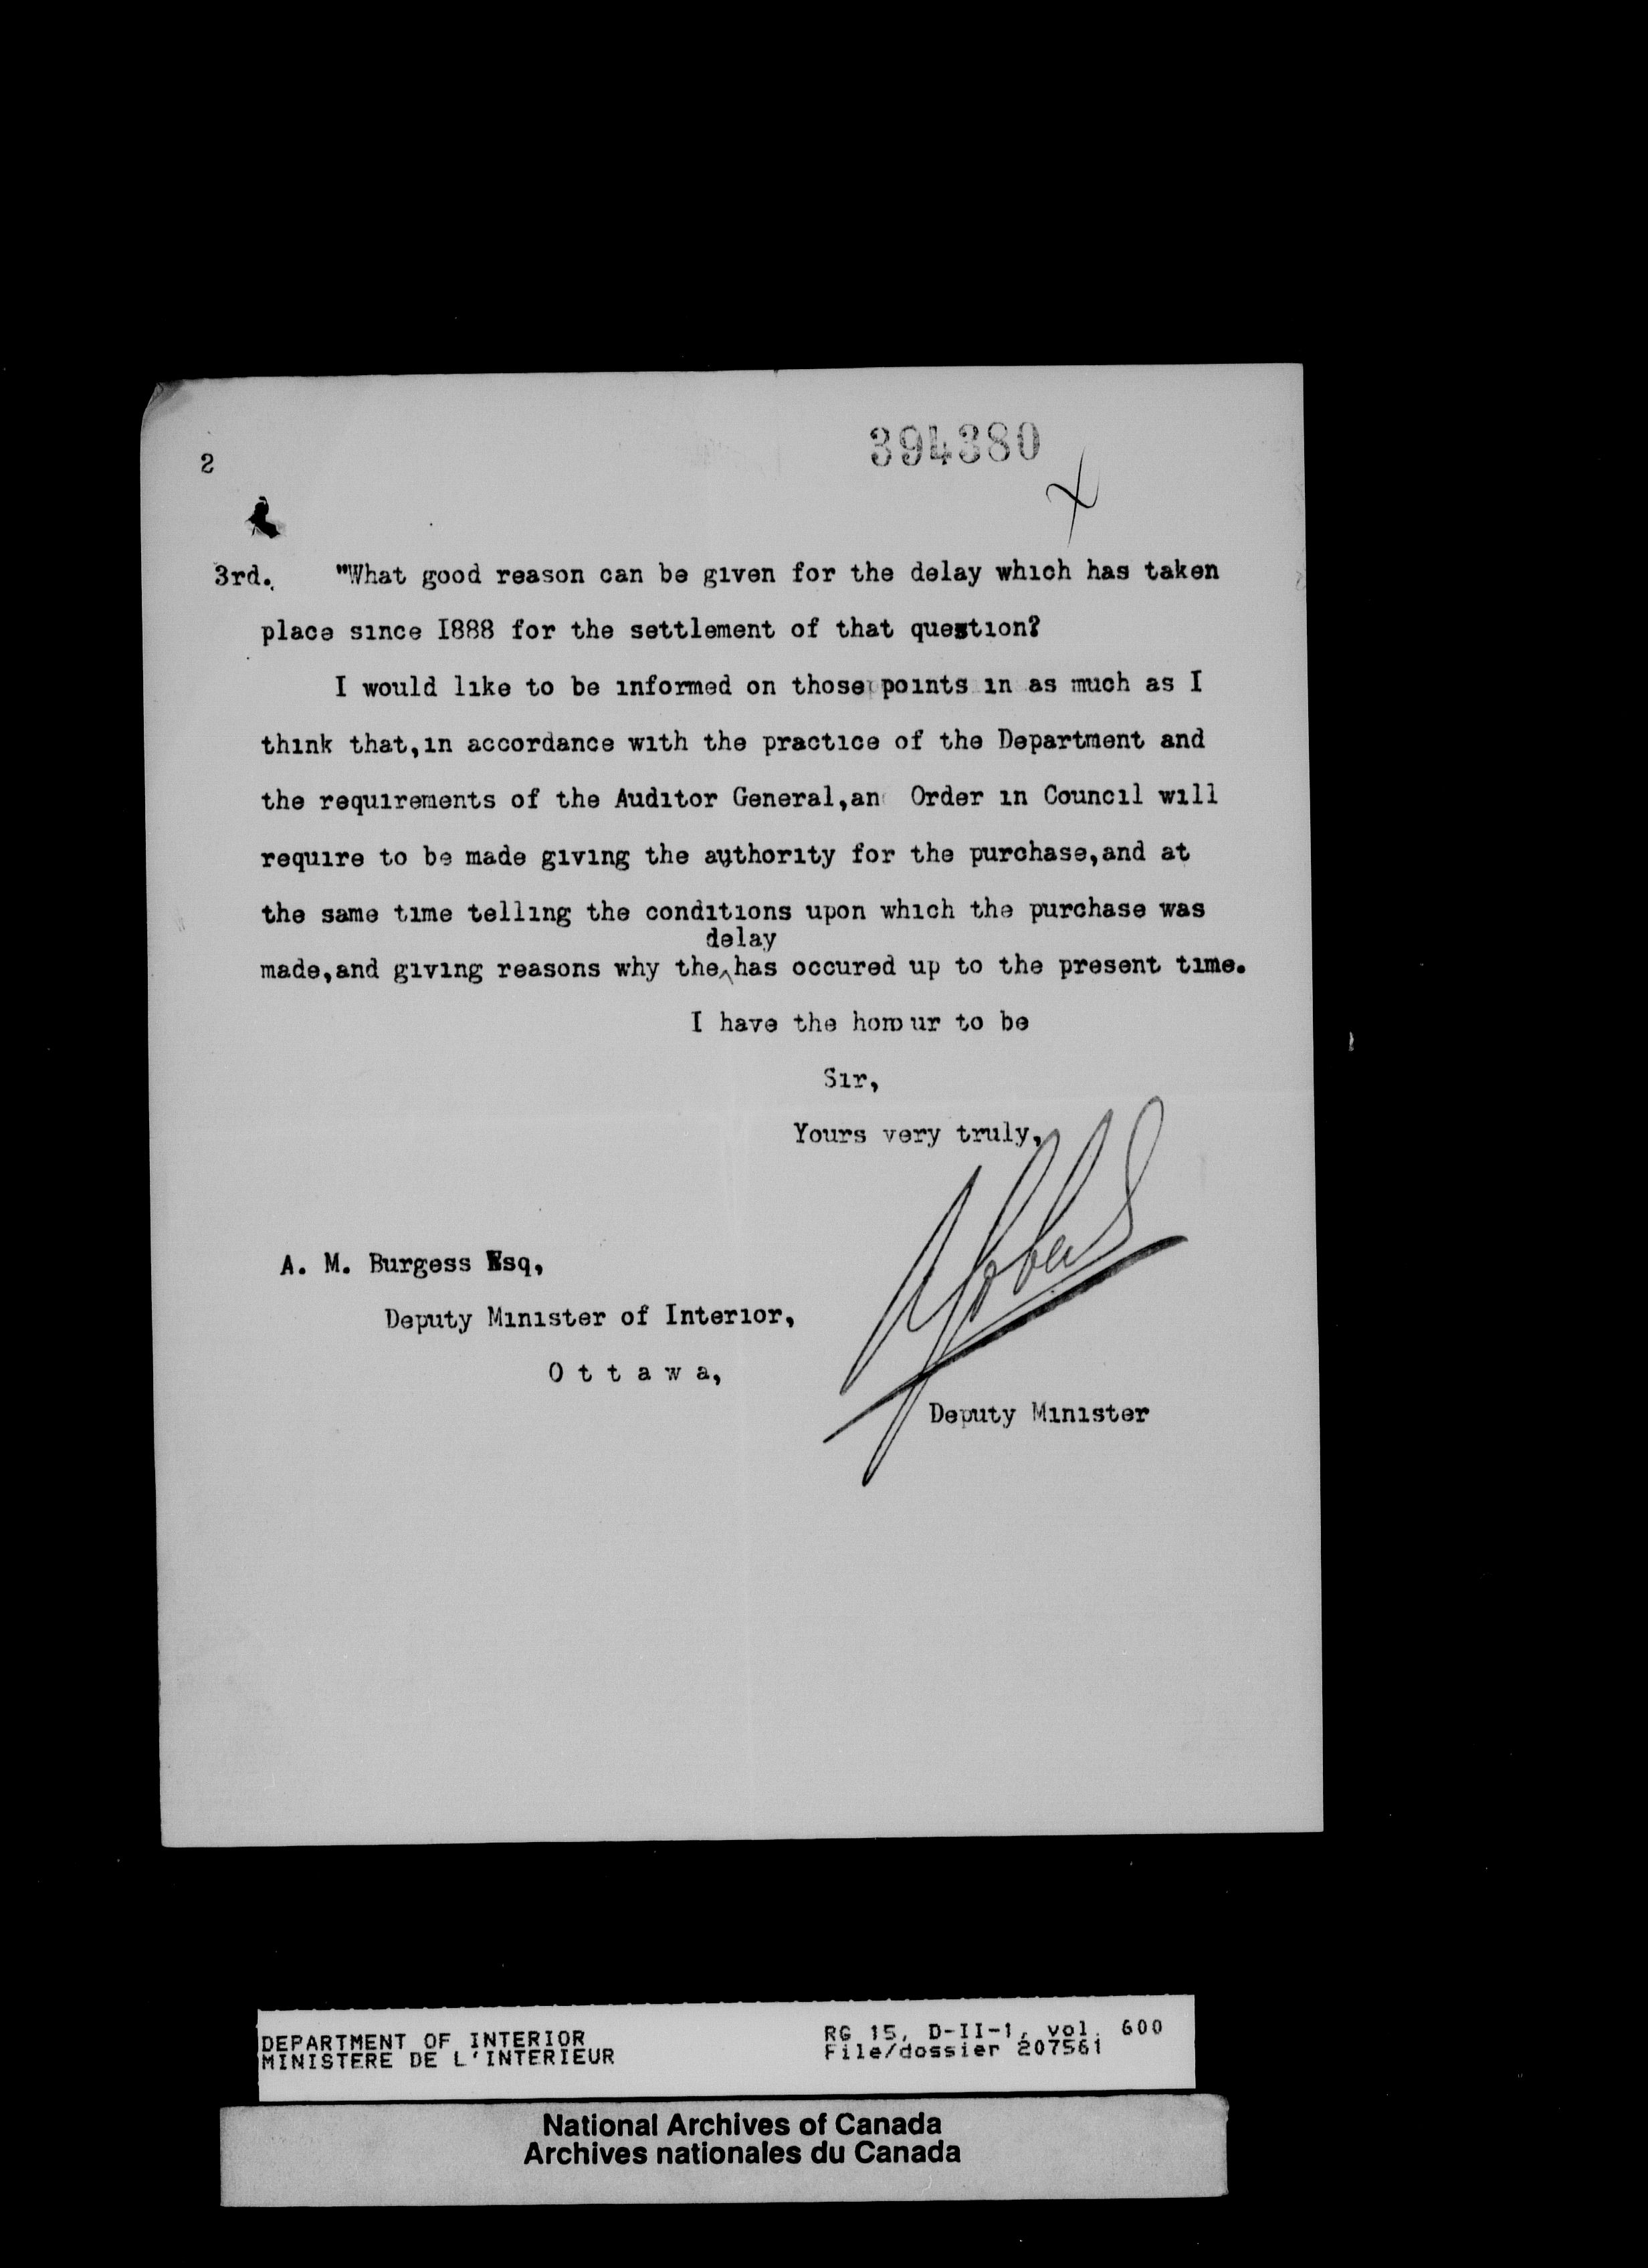 394380
2
3rd. "What good reason can be given for the delay which has taken
place since I888 for the settlement of that question?
I would like to be informed on those points in as much as I
think that,in accordance with the practice of the Department and
the requirements of the Auditor General,an Order in Council will
require to be made giving the authority for the purchase,and at
the same time telling the conditions upon which the purchase was
delay
made,and giving reasons why the^has occured up to the present time.
I have the honour to be
Sir,
Yours very truly,
A. M. Burgess Esq,
Deputy Minister of Interior,
O t t a w a,
Deputy Minister
DEPARTMENT OF INTERIOR
MINISTERE DE L'INTERIEUR
RG 15, D-II-1, vol. 600
File/dossier 207561
National Archives of Canada
Archives nationales du Canada